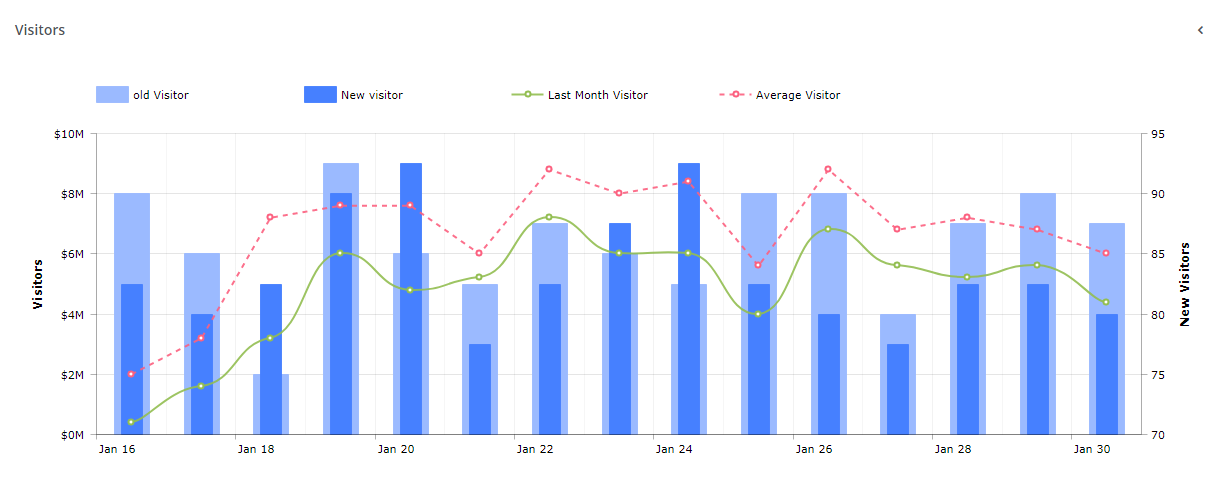 Visitors
old Visitor
New visitor
Last Month Visitor
Average Visitor
$10M
$8M
$6M
$4M
$2M
$0M
Visitors
95
90
85
80
75
70
New Visitors
Jan 16
Jan 18
Jan 20
Jan 22
Jan 24
Jan 26
Jan 28
Jan 30